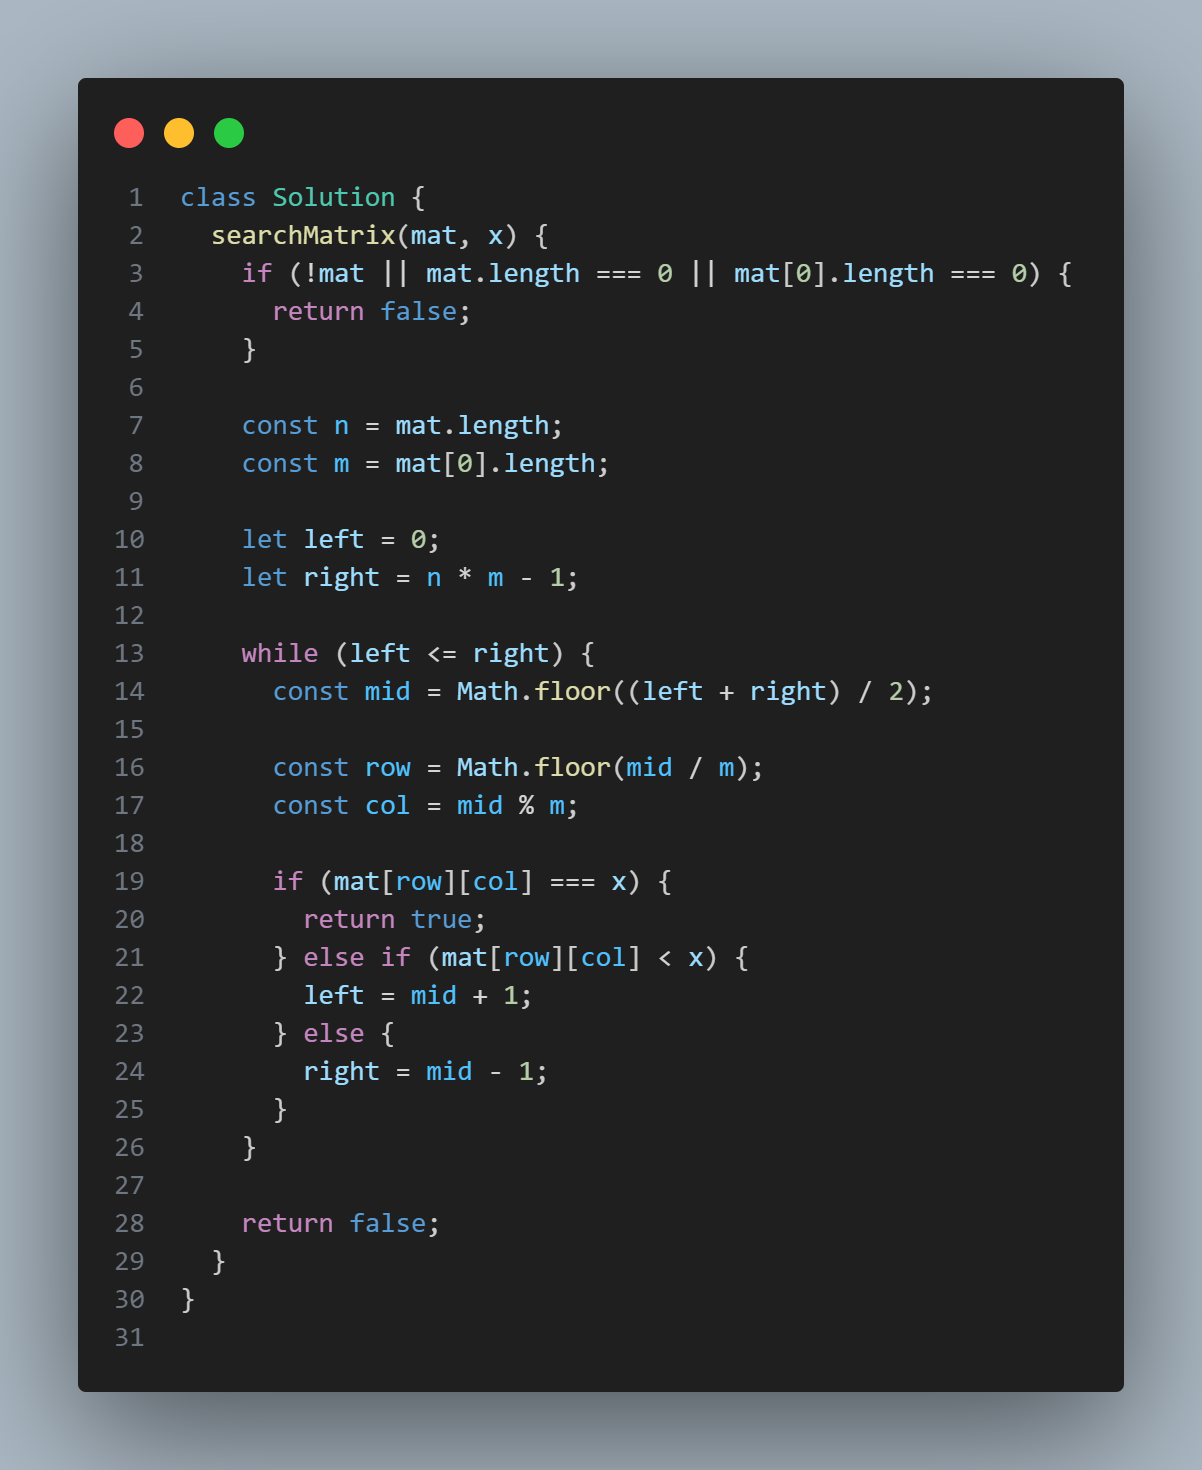 1 class Solution {
2   searchMatrix(mat, x) {
3     if (!mat || mat.length === 0 || mat[0].length === 0) {
4       return false;
5     }
6
7     const n = mat.length;
8     const m = mat[0].length;
9
10     let left = 0;
11     let right = n * m - 1;
12
13     while (left <= right) {
14       const mid = Math.floor((left + right) / 2);
15
16       const row = Math.floor(mid / m);
17       const col = mid % m;
18
19       if (mat[row][col] === x) {
20         return true;
21       } else if (mat[row][col] < x) {
22         left = mid + 1;
23       } else {
24         right = mid - 1;
25       }
26     }
27
28     return false;
29   }
30 }
31